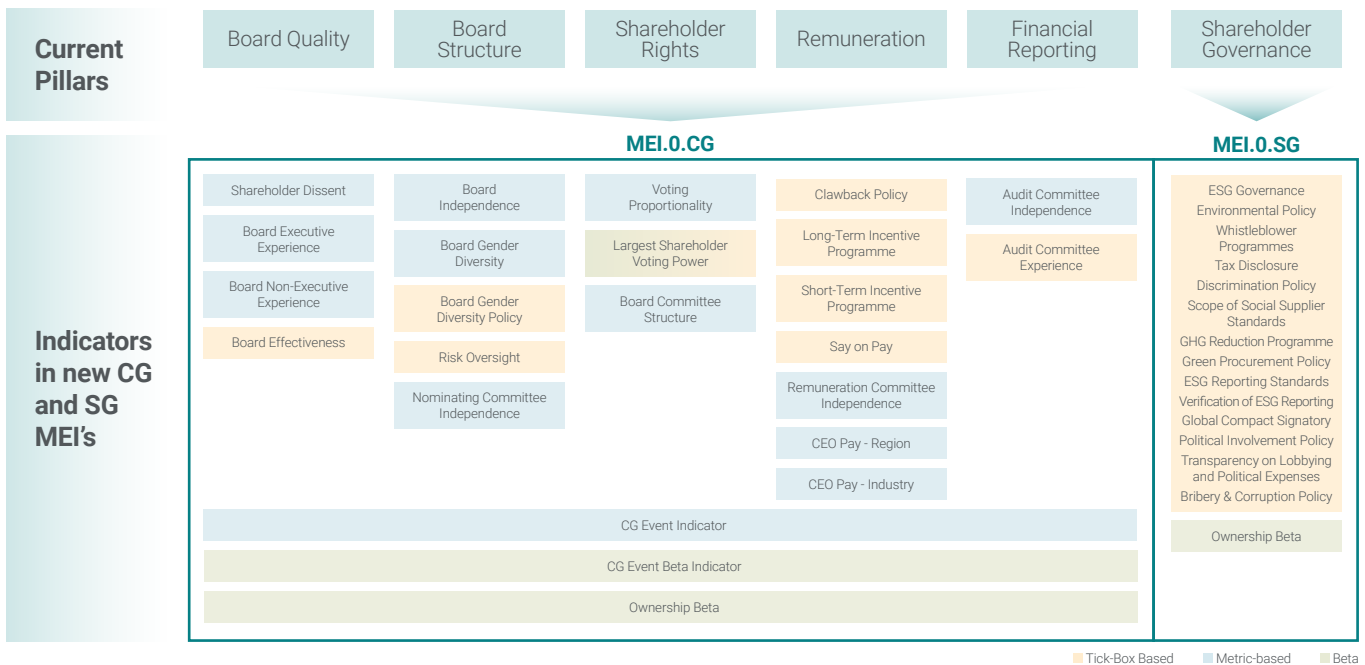 Current
Pillars
Board Quality
Board
Structure
Shareholder
Rights
Remuneration
Financial
Reporting
Shareholder
Governance
MEI.0.CG
MEI.0.SG
Indicators
in new CG
and SG
MEI's
Shareholder Dissent
Board Executive
Experience
Board Non-Executive
Experience
Board Effectiveness
Board
Independence
Board Gender
Diversity
Board Gender
Diversity Policy
Risk Oversight
Nominating Committee
Independence
Voting
Proportionality
Largest Shareholder
Voting Power
Board Committee
Structure
Clawback Policy
Long-Term Incentive
Programme
Short-Term Incentive
Programme
Say on Pay
Remuneration Committee
Independence
CEO Pay - Region
CEO Pay - Industry
Audit Committee
Independence
Audit Committee
Experience
CG Event Indicator
CG Event Beta Indicator
Ownership Beta
ESG Governance
Environmental Policy
Whistleblower
Programmes
Tax Disclosure
Discrimination Policy
Scope of Social Supplier
Standards
GHG Reduction Programme
Green Procurement Policy
ESG Reporting Standards
Verification of ESG Reporting
Global Compact Signatory
Political Involvement Policy
Transparency on Lobbying
and Political Expenses
Bribery & Corruption Policy
Ownership Beta
Tick-Box Based
Metric-based
Beta